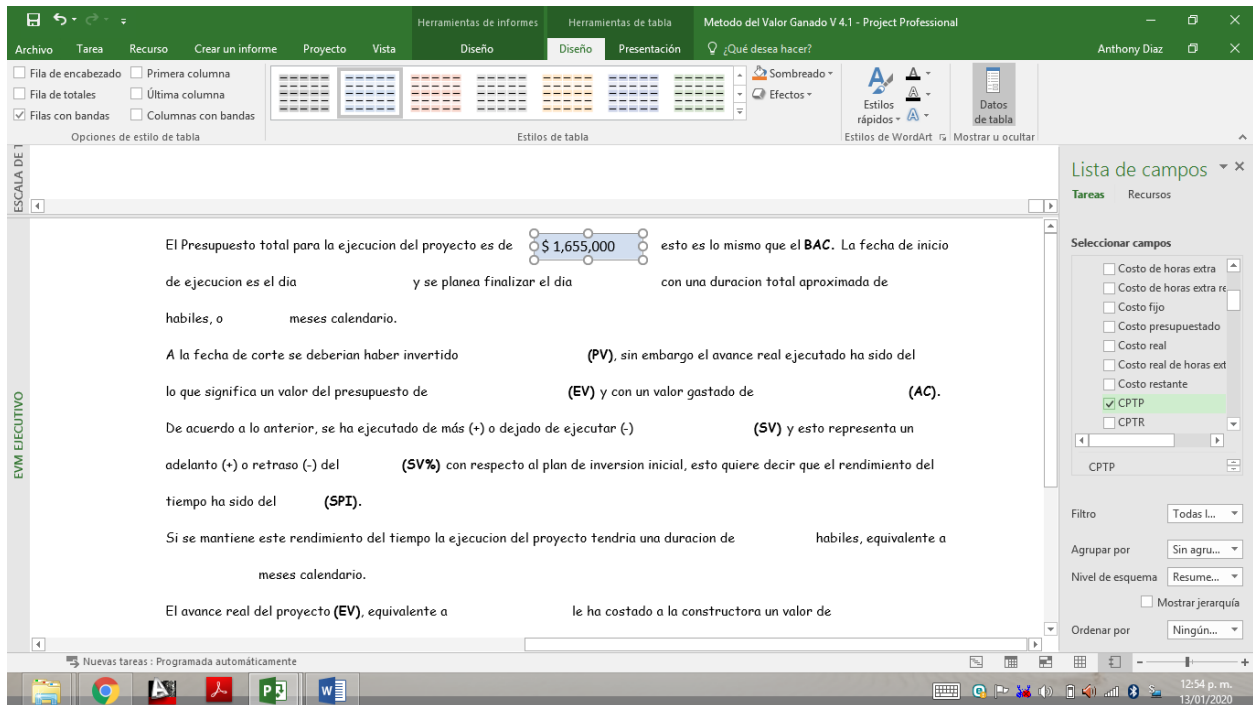 Herramientas de informes Herramientas de tabla Metodo del Valor Ganado V 4.1 - Project Professional
Archivo Tarea Recurso Crear un informe Proyecto Vista Diseño Diseño Presentación ¿Qué desea hacer? Anthony Diaz
Fila de encabezado Primera columna Sombreado
Fila de totales Última columna Efectos
Filas con bandas Columnas con bandas
Estilos rápidos
Datos de tabla
Opciones de estilo de tabla Estilos de tabla Estilos de WordArt Mostrar u ocultar
ESCALA DE T
EVM EJECUTIVO
El Presupuesto total para la ejecucion del proyecto es de $ 1,655,000 esto es lo mismo que el BAC. La fecha de inicio
de ejecucion es el dia y se planea finalizar el dia con una duracion total aproximada de
habiles, o meses calendario.
A la fecha de corte se deberian haber invertido (PV), sin embargo el avance real ejecutado ha sido del
lo que significa un valor del presupuesto de (EV) y con un valor gastado de (AC).
De acuerdo a lo anterior, se ha ejecutado de más (+) o dejado de ejecutar (-) (SV) y esto representa un
adelanto (+) o retraso (-) del (SV%) con respecto al plan de inversion inicial, esto quiere decir que el rendimiento del
tiempo ha sido del (SPI).
Si se mantiene este rendimiento del tiempo la ejecucion del proyecto tendria una duracion de habiles, equivalente a
meses calendario.
El avance real del proyecto (EV), equivalente a le ha costado a la constructora un valor de
Lista de campos
Tareas Recursos
Seleccionar campos
Costo de horas extra
Costo de horas extra re
Costo fijo
Costo presupuestado
Costo real
Costo real de horas ext
Costo restante
CPTP
CPTR
CPTP
Filtro Todas l...
Agrupar por Sin agru...
Nivel de esquema Resume...
Mostrar jerarquía
Ordenar por Ningún...
Nuevas tareas : Programada automáticamente
12:54 p. m.
13/01/2020